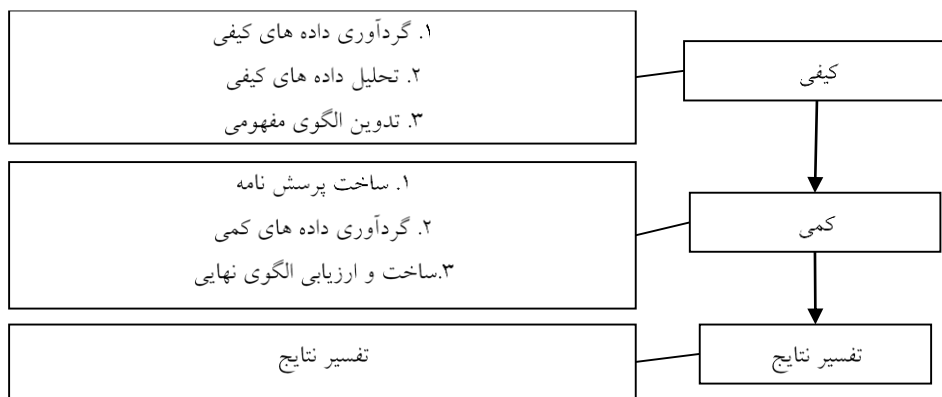 کیفی
۱. گردآوری داده های کیفی
۲. تحلیل داده های کیفی
۳. تدوین الگوی مفهومی
کمی
۱. ساخت پرسش نامه
۲. گردآوری داده های کمی
۳.ساخت و ارزیابی الگوی نهایی
تفسیر نتایج
تفسیر نتایج